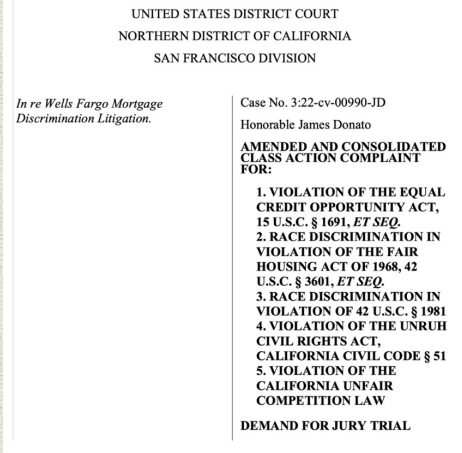 UNITED STATES DISTRICT COURT
NORTHERN DISTRICT OF CALIFORNIA
SAN FRANCISCO DIVISION
In re Wells Fargo Mortgage
Discrimination Litigation.
Case No. 3:22-cv-00990-JD
Honorable James Donato
AMENDED AND CONSOLIDATED
CLASS ACTION COMPLAINT
FOR:
1. VIOLATION OF THE EQUAL
CREDIT OPPORTUNITY ACT,
15 U.S.C. § 1691, ET SEQ.
2. RACE DISCRIMINATION IN
VIOLATION OF THE FAIR
HOUSING ACT OF 1968, 42
U.S.C. § 3601, ET SEQ.
3. RACE DISCRIMINATION IN
VIOLATION OF 42 U.S.C. § 1981
4. VIOLATION OF THE UNRUH
CIVIL RIGHTS ACT,
CALIFORNIA CIVIL CODE § 51
5. VIOLATION OF THE
CALIFORNIA UNFAIR
COMPETITION LAW
DEMAND FOR JURY TRIAL